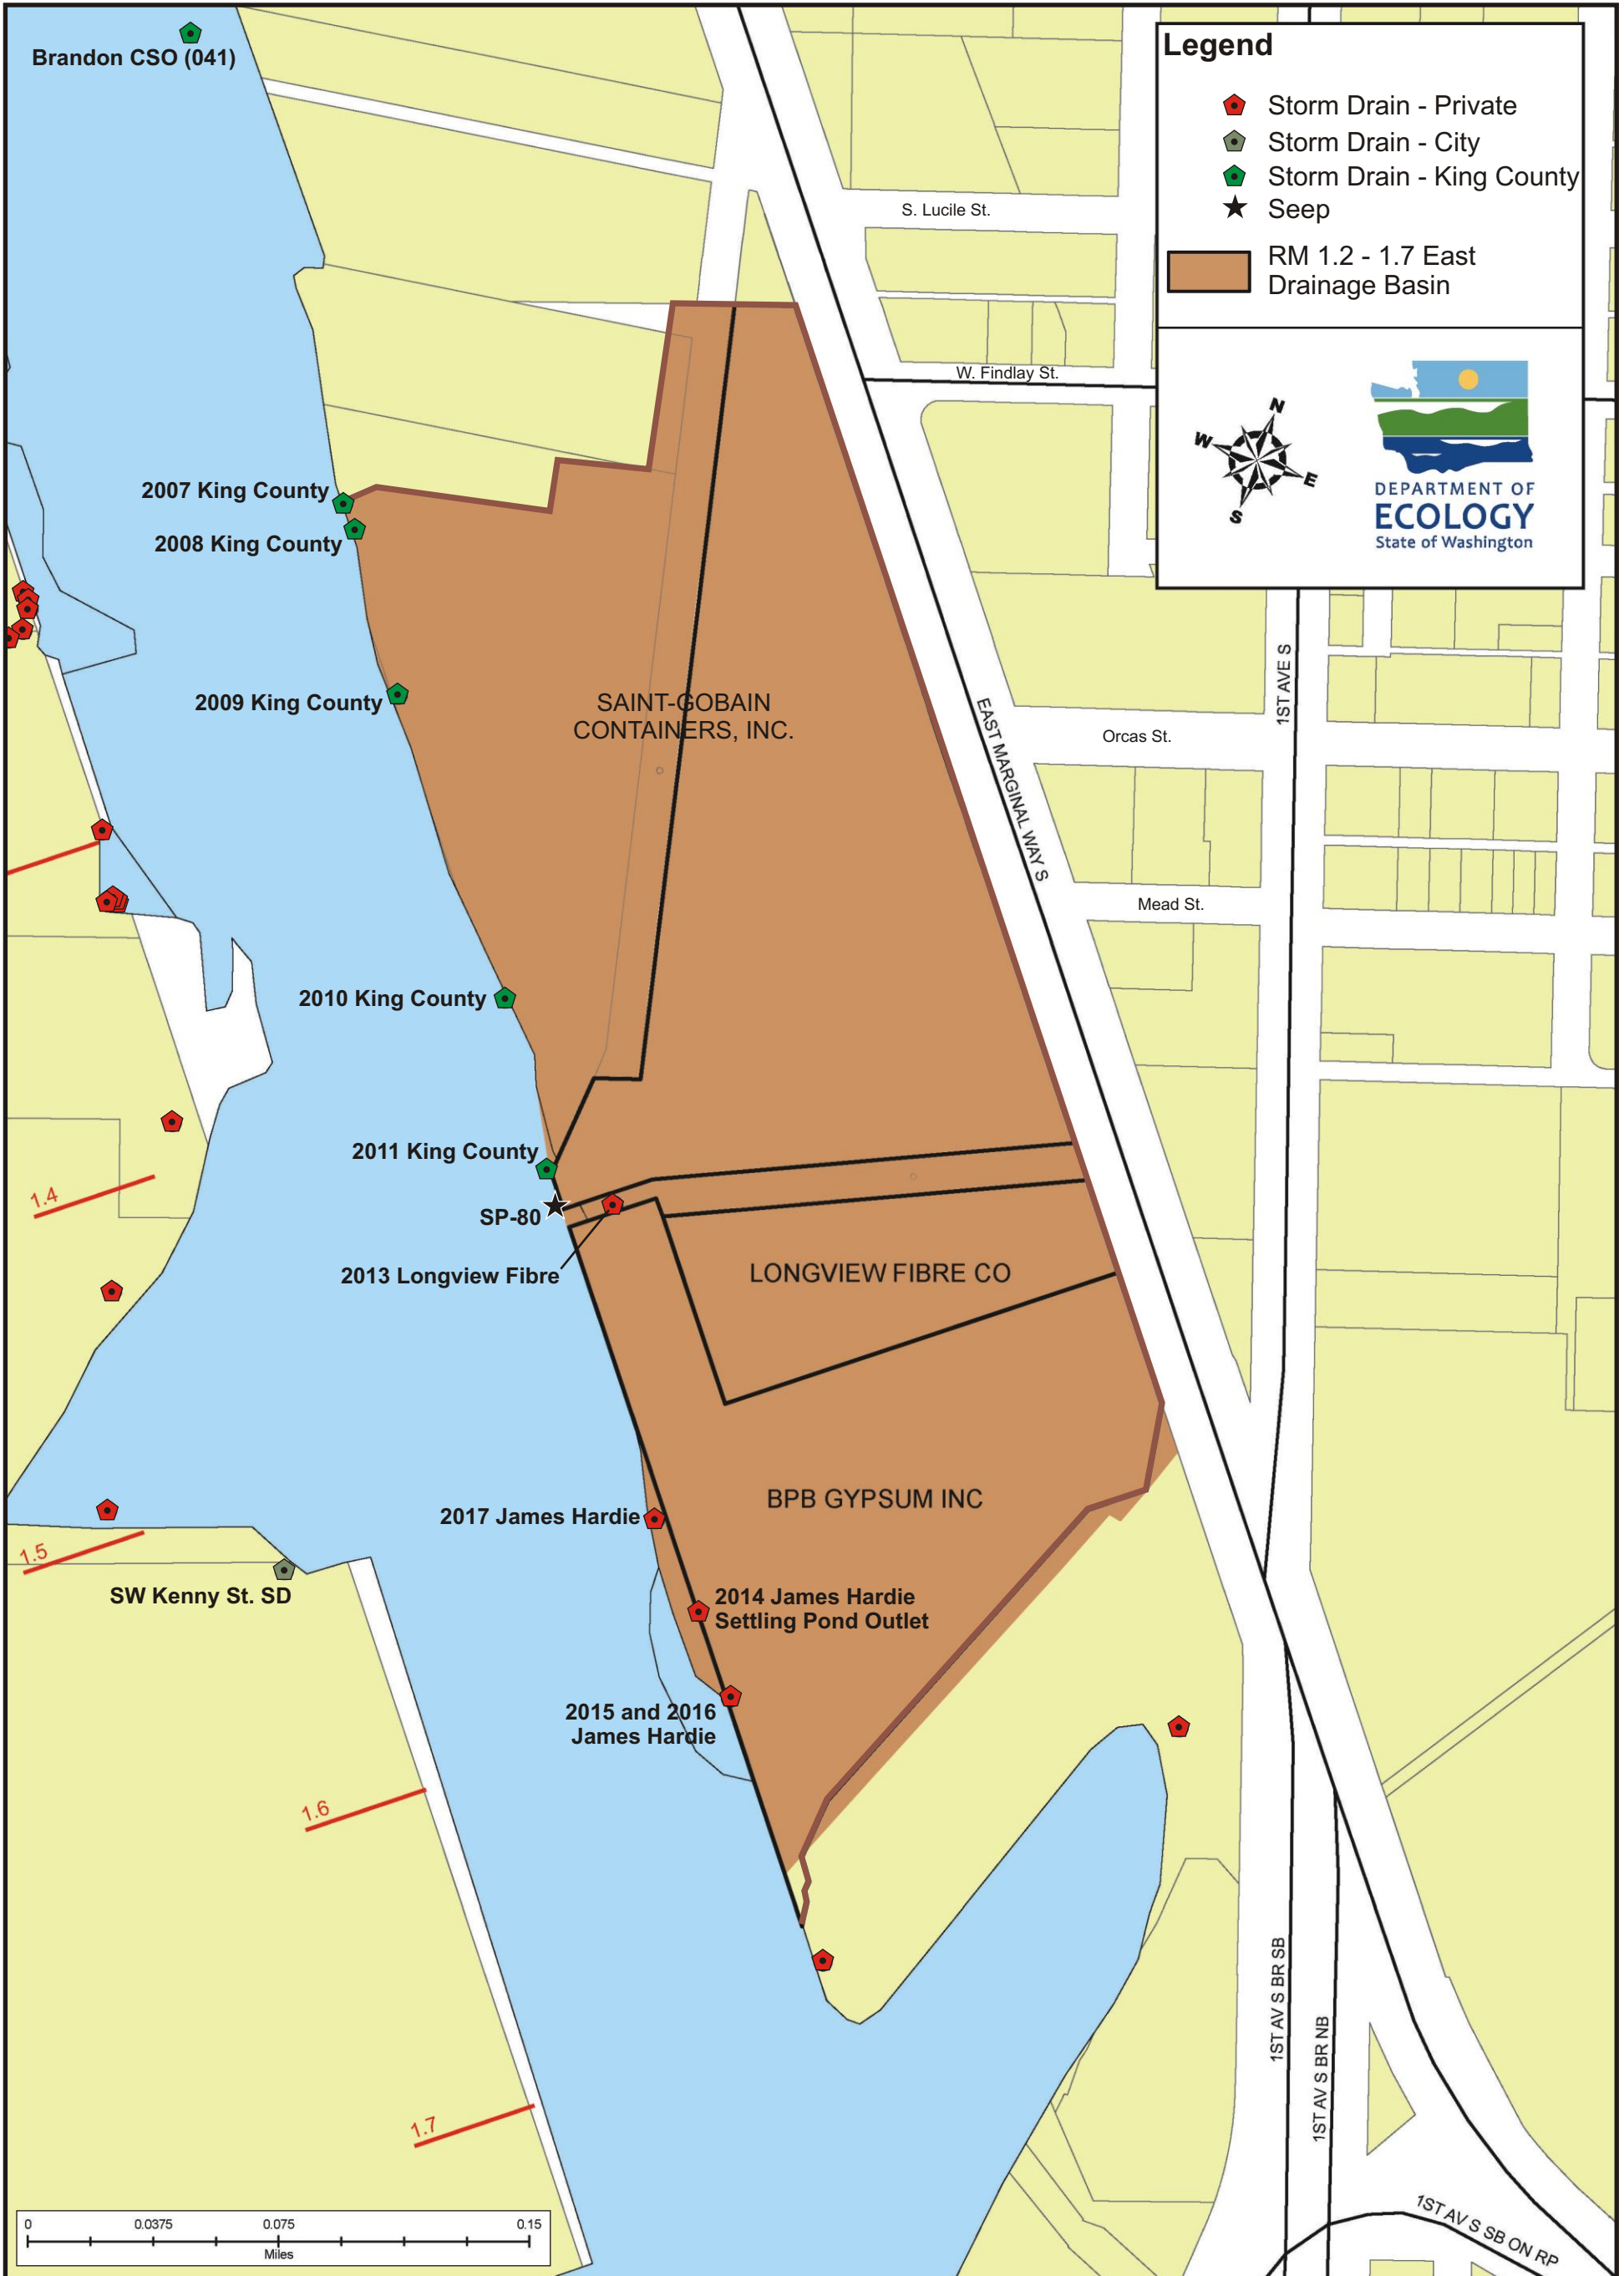 Brandon CSO (041)
Legend
Storm Drain - Private
Storm Drain - City
Storm Drain - King County
Seep
RM 1.2 - 1.7 East
Drainage Basin
N
W
E
S
DEPARTMENT OF
ECOLOGY
State of Washington
S. Lucile St.
W. Findlay St.
2007 King County
2008 King County
2009 King County
SAINT-GOBAIN
CONTAINERS, INC.
EAST MARGINAL WAY S
1ST AVE S
Orcas St.
Mead St.
2010 King County
2011 King County
1.4
SP-80
2013 Longview Fibre
LONGVIEW FIBRE CO
BPB GYPSUM INC
2017 James Hardie
1.5
SW Kenny St. SD
2014 James Hardie
Settling Pond Outlet
2015 and 2016
James Hardie
1.6
1.7
1ST AV S BR SB
1ST AV S BR NB
1ST AV S SB ON RP
0 0.0375 0.075 0.15
Miles